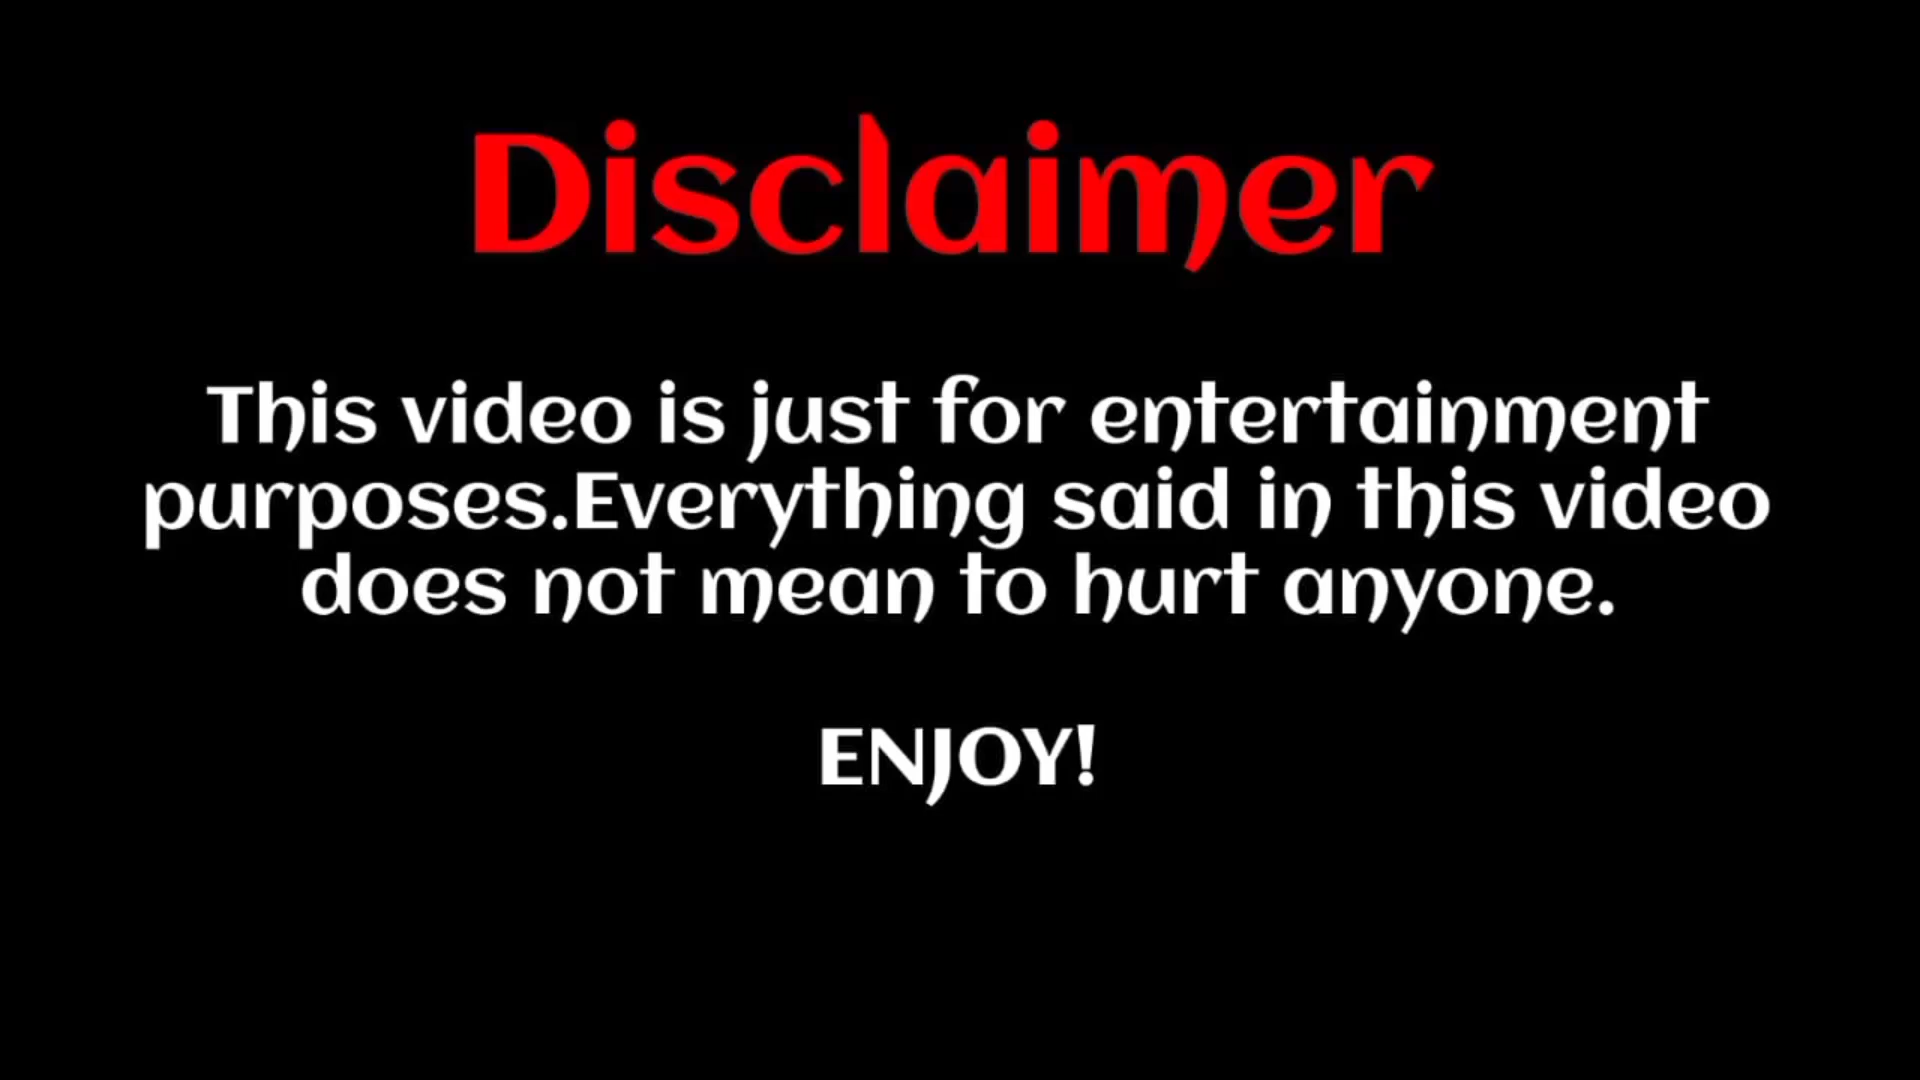 Disclaimer
This video is just for entertainment
purposes.Everything said in this video
does not mean to hurt anyone.
ENJOY!